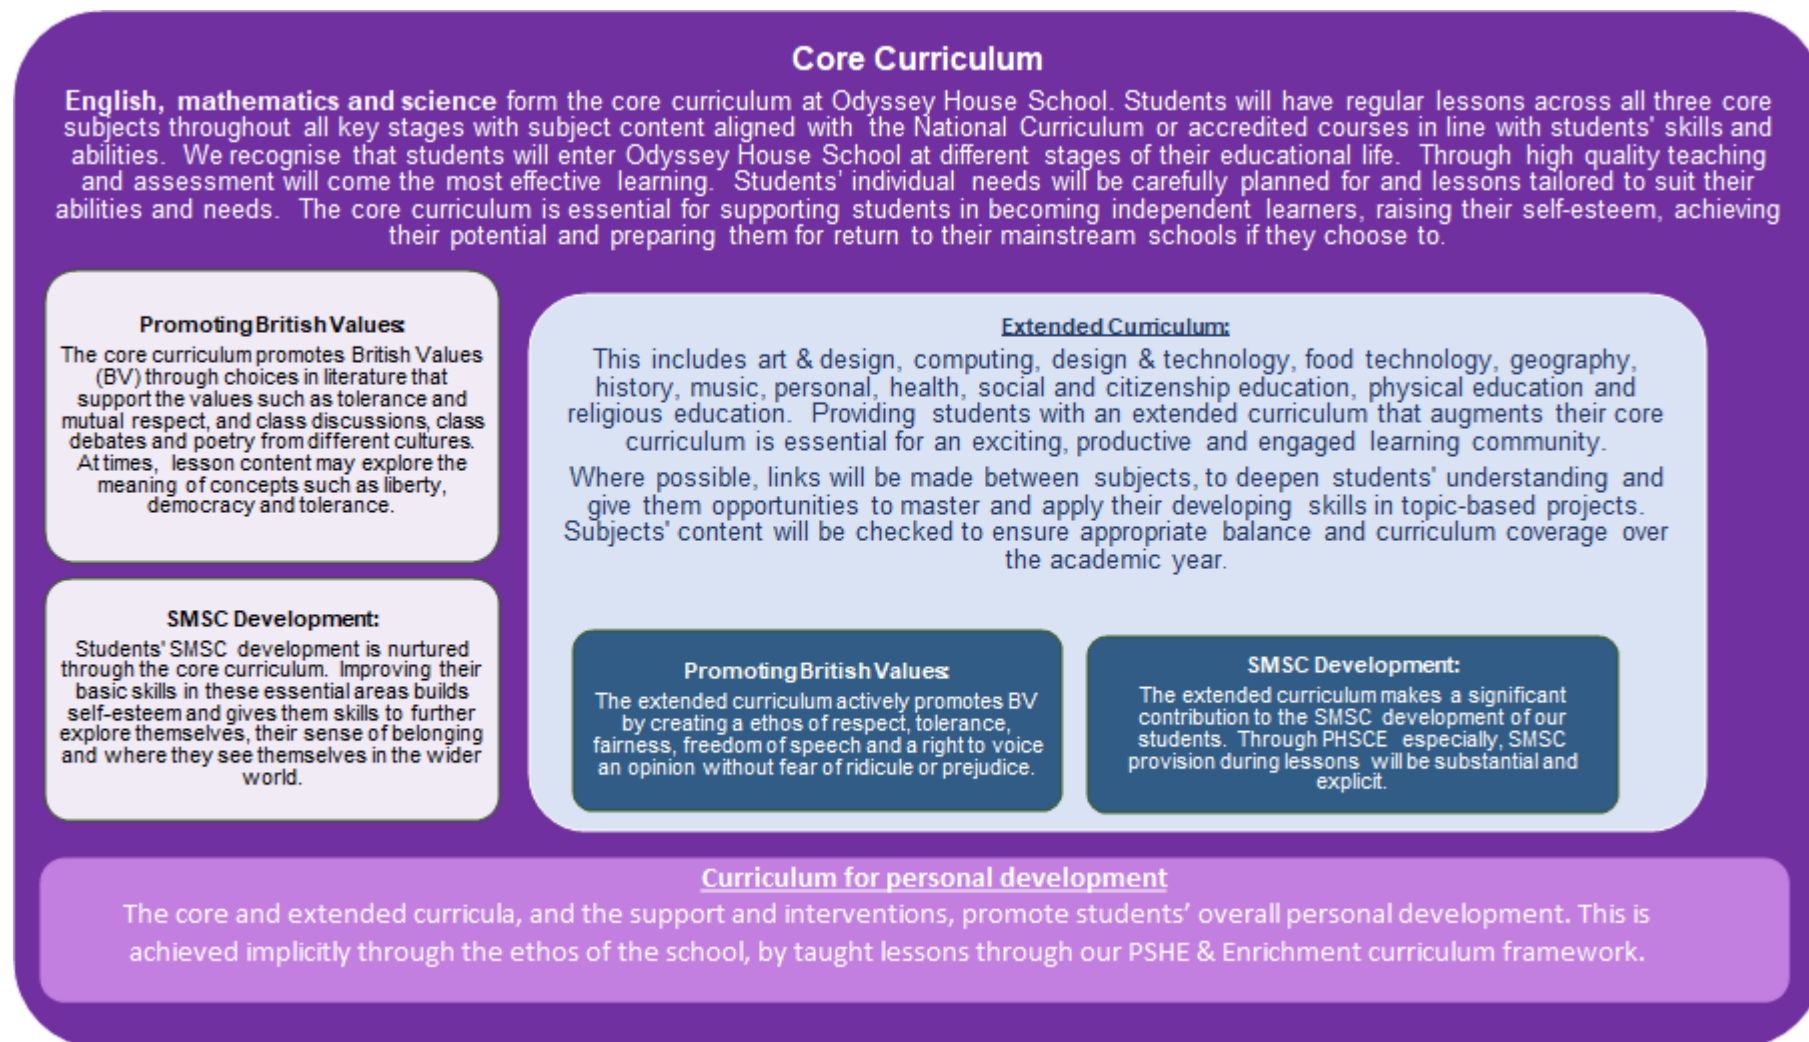 Core Curriculum
English, mathematics and science form the core curriculum at Odyssey House School. Students will have regular lessons across all three core
subjects throughout all key stages with subject content aligned with the National Curriculum or accredited courses in line with students' skills and
abilities. We recognise that students will enter Odyssey House School at different stages of their educational life. Through high quality teaching
and assessment will come the most effective learning. Students' individual needs will be carefully planned for and lessons tailored to suit their
abilities and needs. The core curriculum is essential for supporting students in becoming independent learners, raising their self-esteem, achieving
their potential and preparing them for return to their mainstream schools if they choose to.
Promoting British Values:
The core curriculum promotes British Values
(BV) through choices in literature that
support the values such as tolerance and
mutual respect, and class discussions, class
debates and poetry from different cultures.
At times, lesson content may explore the
meaning of concepts such as liberty,
democracy and tolerance.
SMSC Development:
Students' SMSC development is nurtured
through the core curriculum. Improving their
basic skills in these essential areas builds
self-esteem and gives them skills to further
explore themselves, their sense of belonging
and where they see themselves in the wider
world.
Extended Curriculum:
This includes art & design, computing, design & technology, food technology, geography,
history, music, personal, health, social and citizenship education, physical education and
religious education. Providing students with an extended curriculum that augments their core
curriculum is essential for an exciting, productive and engaged learning community.
Where possible, links will be made between subjects, to deepen students' understanding and
give them opportunities to master and apply their developing skills in topic-based projects.
Subjects' content will be checked to ensure appropriate balance and curriculum coverage over
the academic year.
Promoting British Values:
The extended curriculum actively promotes BV
by creating a ethos of respect, tolerance,
fairness, freedom of speech and a right to voice
an opinion without fear of ridicule or prejudice.
SMSC Development:
The extended curriculum makes a significant
contribution to the SMSC development of our
students. Through PHSCE especially, SMSC
provision during lessons will be substantial and
explicit.
Curriculum for personal development
The core and extended curricula, and the support and interventions, promote students' overall personal development. This is
achieved implicitly through the ethos of the school, by taught lessons through our PSHE & Enrichment curriculum framework.